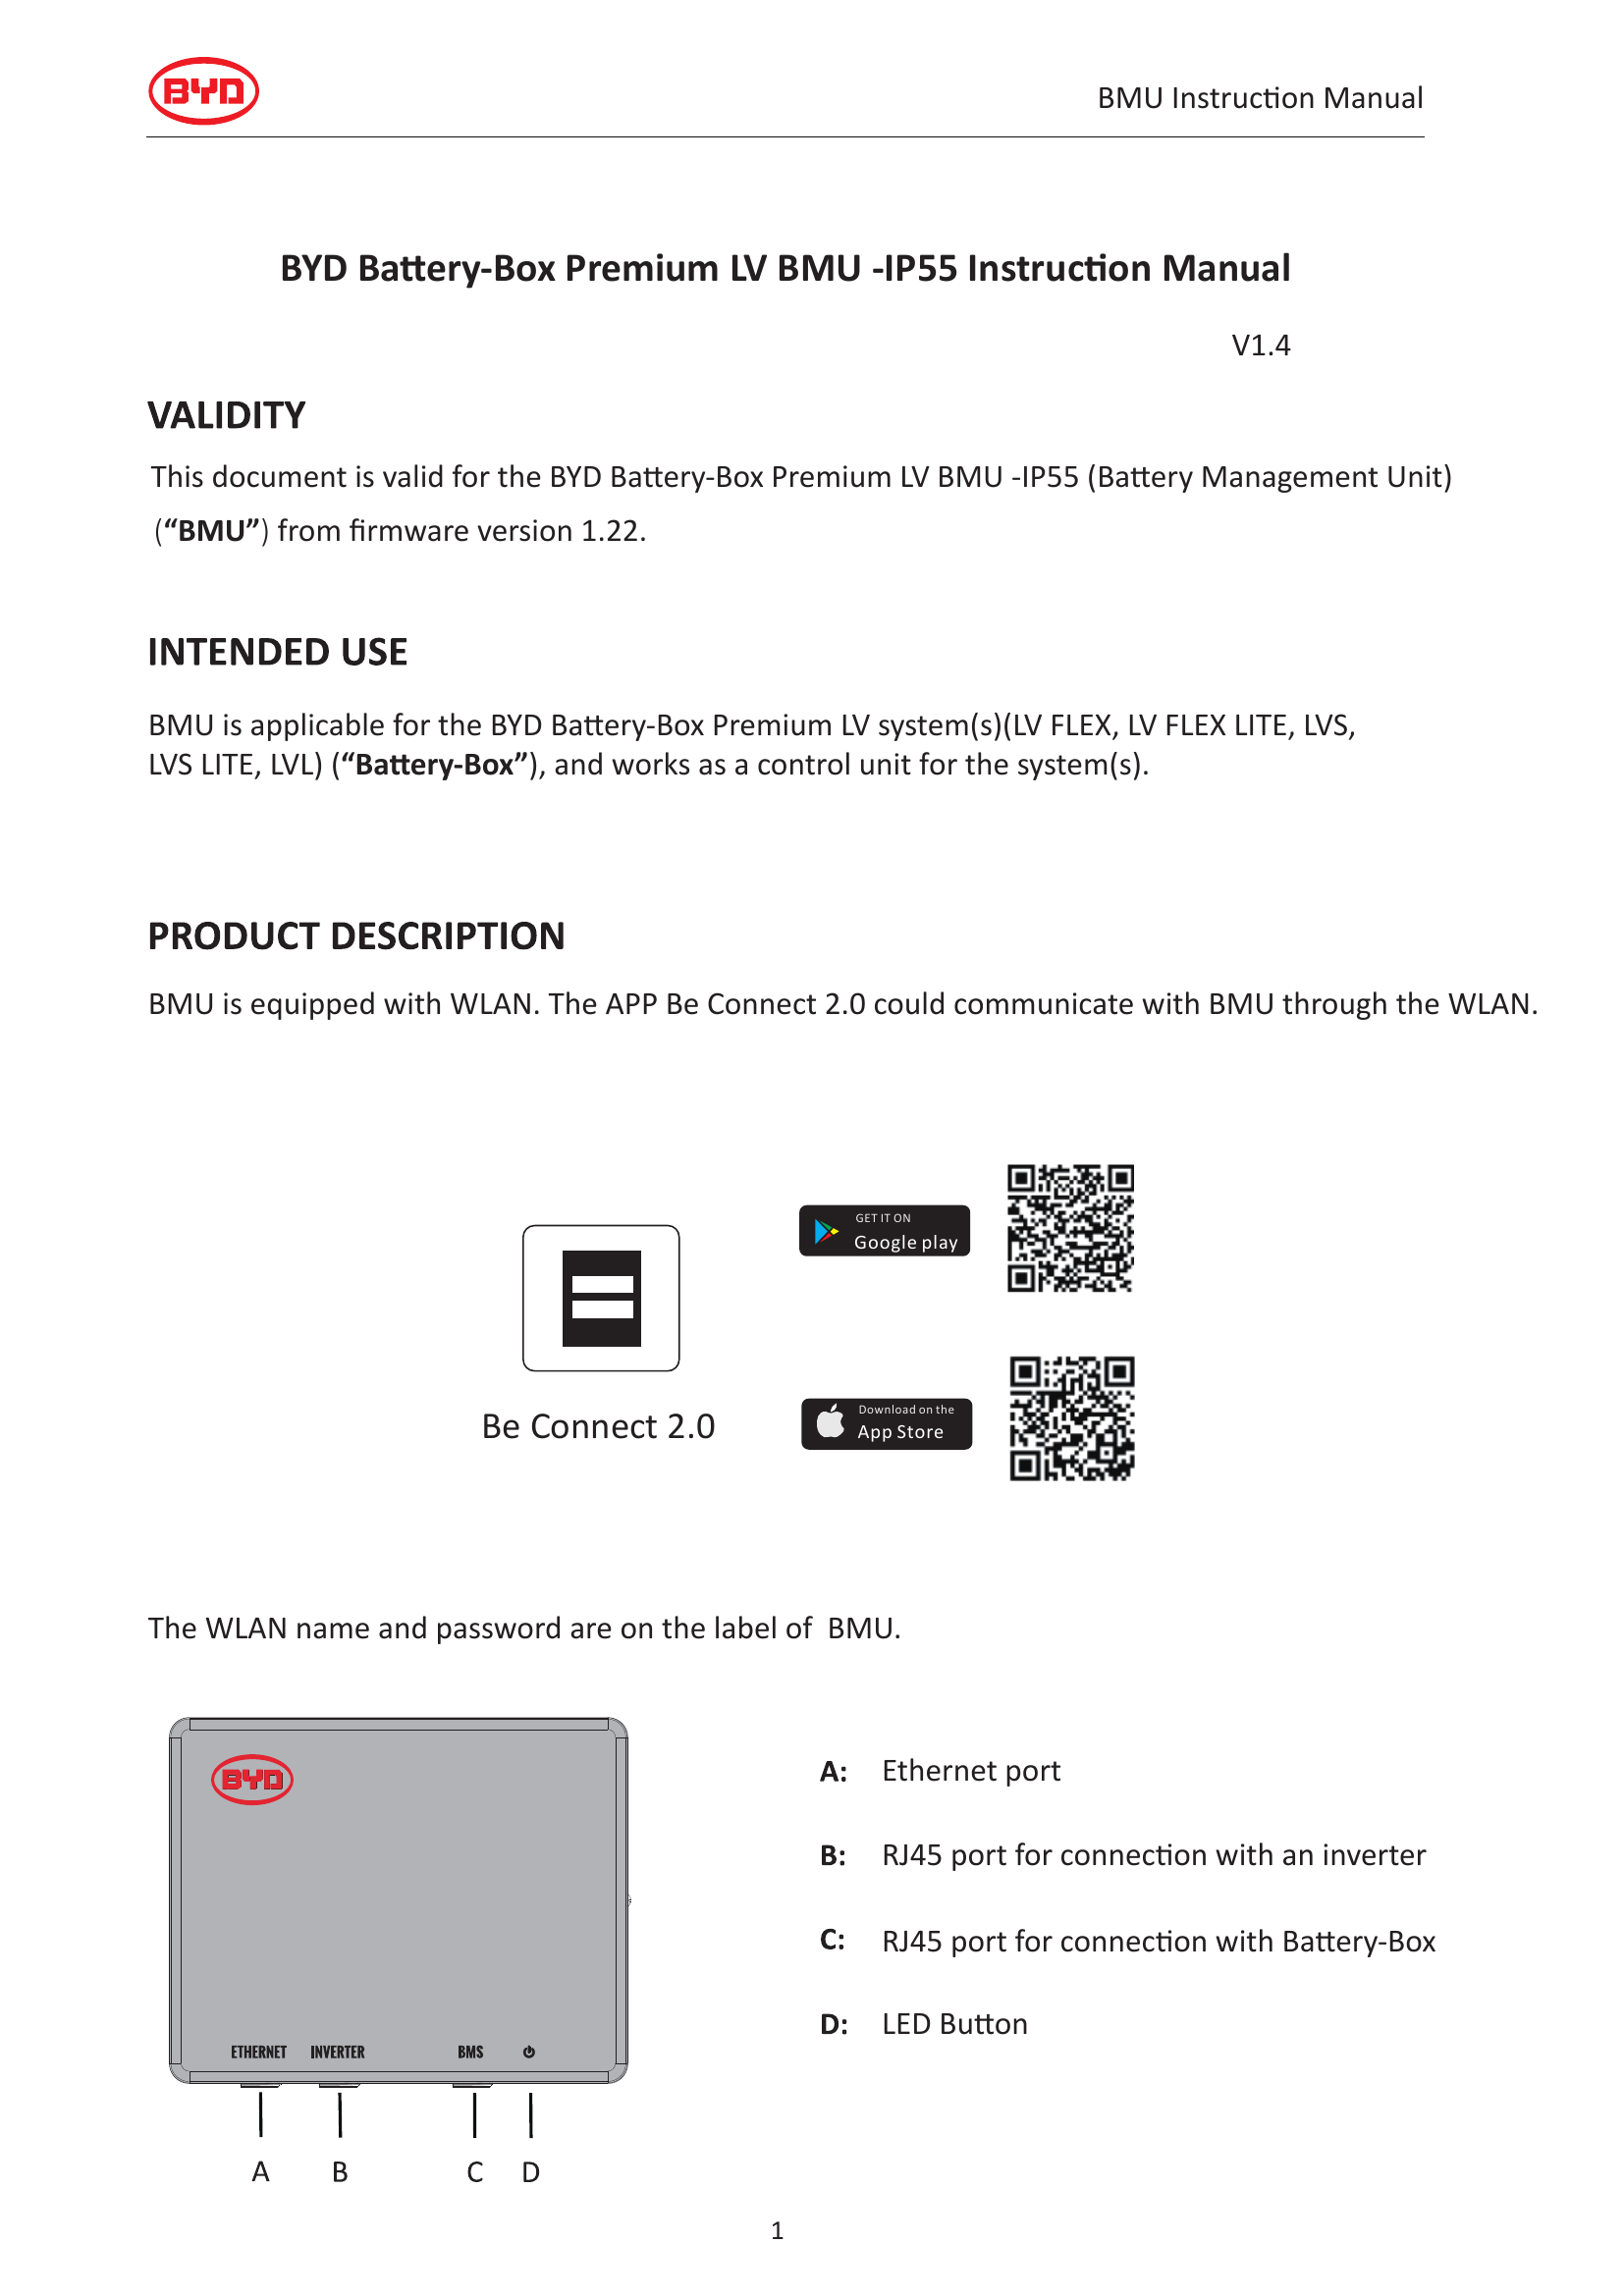 BYD
BMU Instruction Manual
BYD Battery-Box Premium LV BMU -IP55 Instruction Manual
V1.4
VALIDITY
This document is valid for the BYD Battery-Box Premium LV BMU -IP55 (Battery Management Unit)
(“BMU”) from firmware version 1.22.
INTENDED USE
BMU is applicable for the BYD Battery-Box Premium LV system(s)(LV FLEX, LV FLEX LITE, LVS,
LVS LITE, LVL) (“Battery-Box”), and works as a control unit for the system(s).
PRODUCT DESCRIPTION
BMU is equipped with WLAN. The APP Be Connect 2.0 could communicate with BMU through the WLAN.
GET IT ON
Google play
Be Connect 2.0
Download on the
App Store
The WLAN name and password are on the label of  BMU.
BYD
ETHERNET INVERTER BMS
A B C D
A: Ethernet port
B: RJ45 port for connection with an inverter
C: RJ45 port for connection with Battery-Box
D: LED Button
1